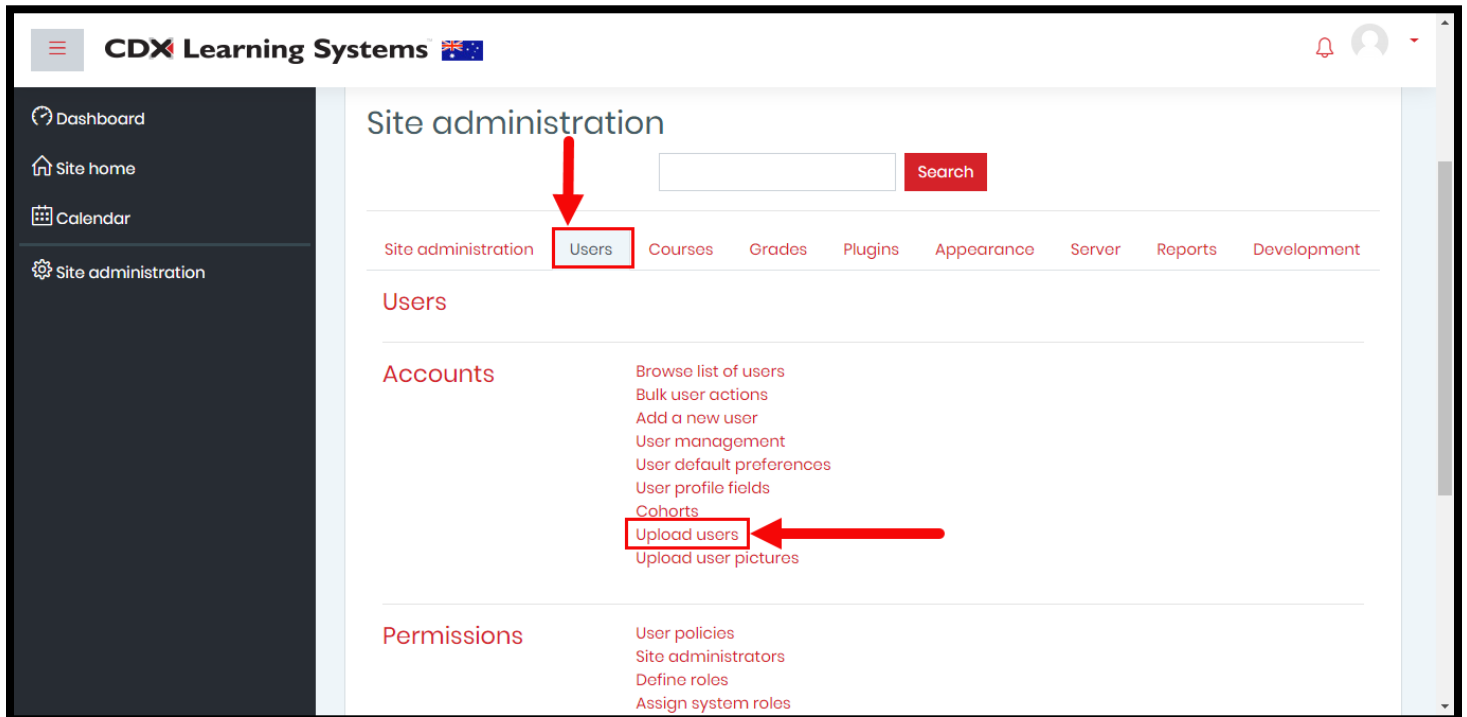 CDX Learning Systems
Dashboard
Site home
Calendar
Site administration
Site administration
Search
Site administration Users Courses Grades Plugins Appearance Server Reports Development
Users
Accounts
Browse list of users
Bulk user actions
Add a new user
User management
User default preferences
User profile fields
Cohorts
Upload users
Upload user pictures
Permissions
User policies
Site administrators
Define roles
Assign system roles